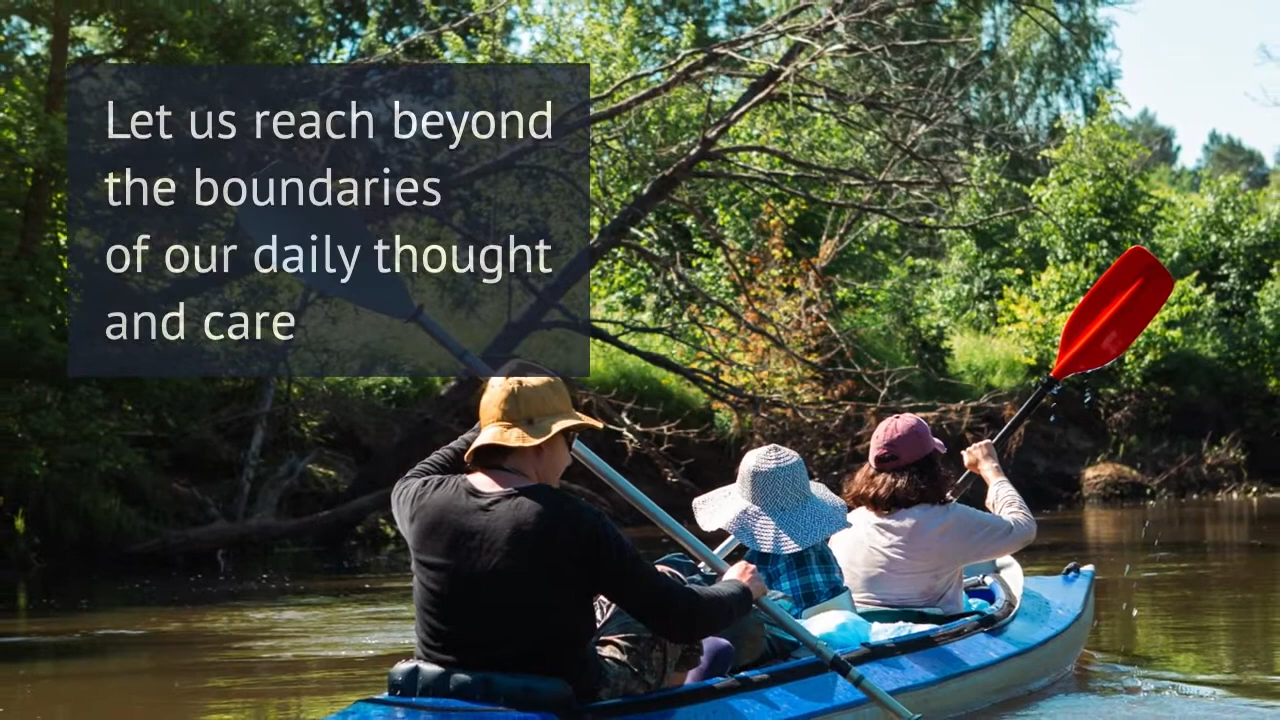 Let us reach beyond
the boundaries
of our daily thought
and care